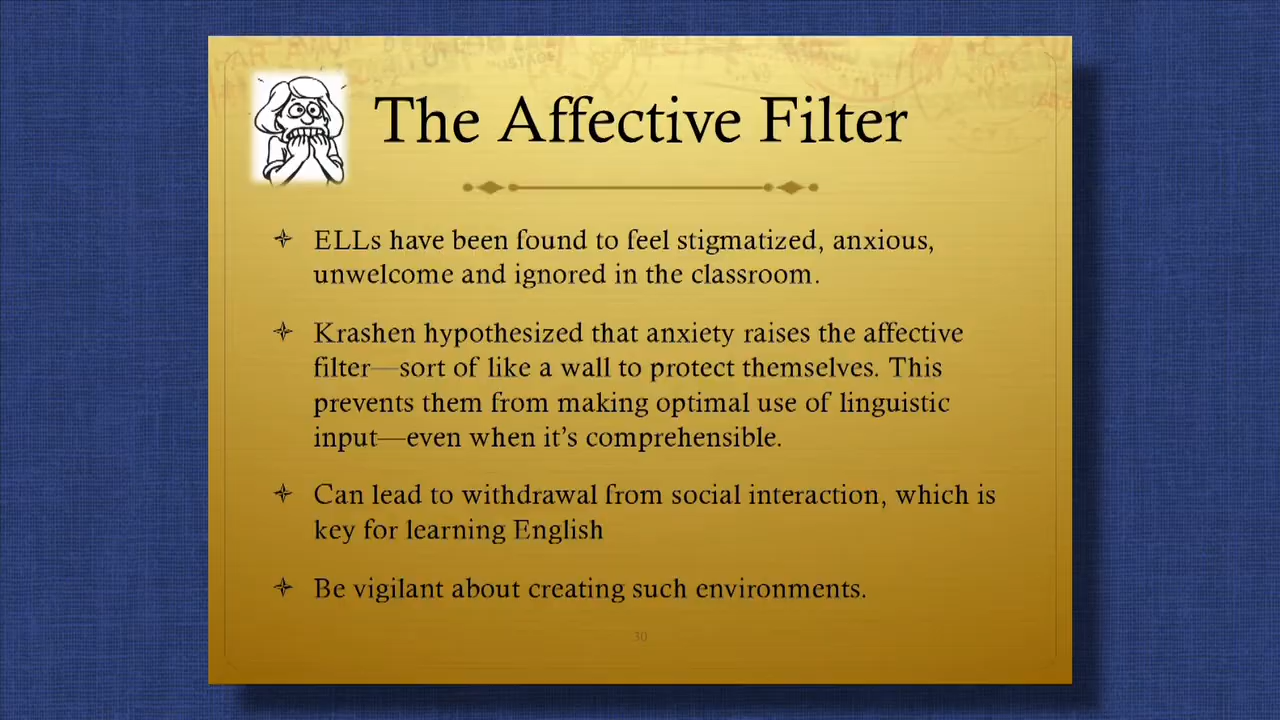 The Affective Filter
ELLs have been found to feel stigmatized, anxious,
unwelcome and ignored in the classroom.
Krashen hypothesized that anxiety raises the affective
filter—sort of like a wall to protect themselves. This
prevents them from making optimal use of linguistic
input—even when it's comprehensible.
Can lead to withdrawal from social interaction, which is
key for learning English
Be vigilant about creating such environments.
30